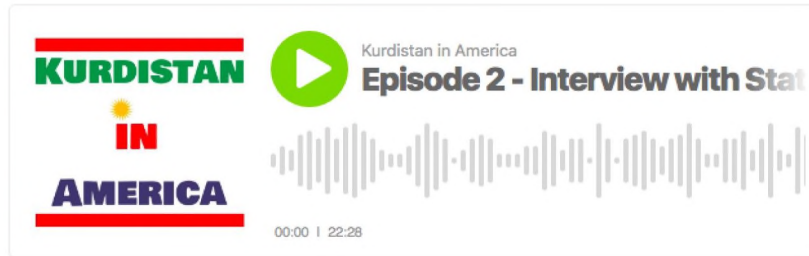 KURDISTAN
IN
AMERICA
Kurdistan in America
Episode 2 - Interview with Stat
00:00 | 22:28